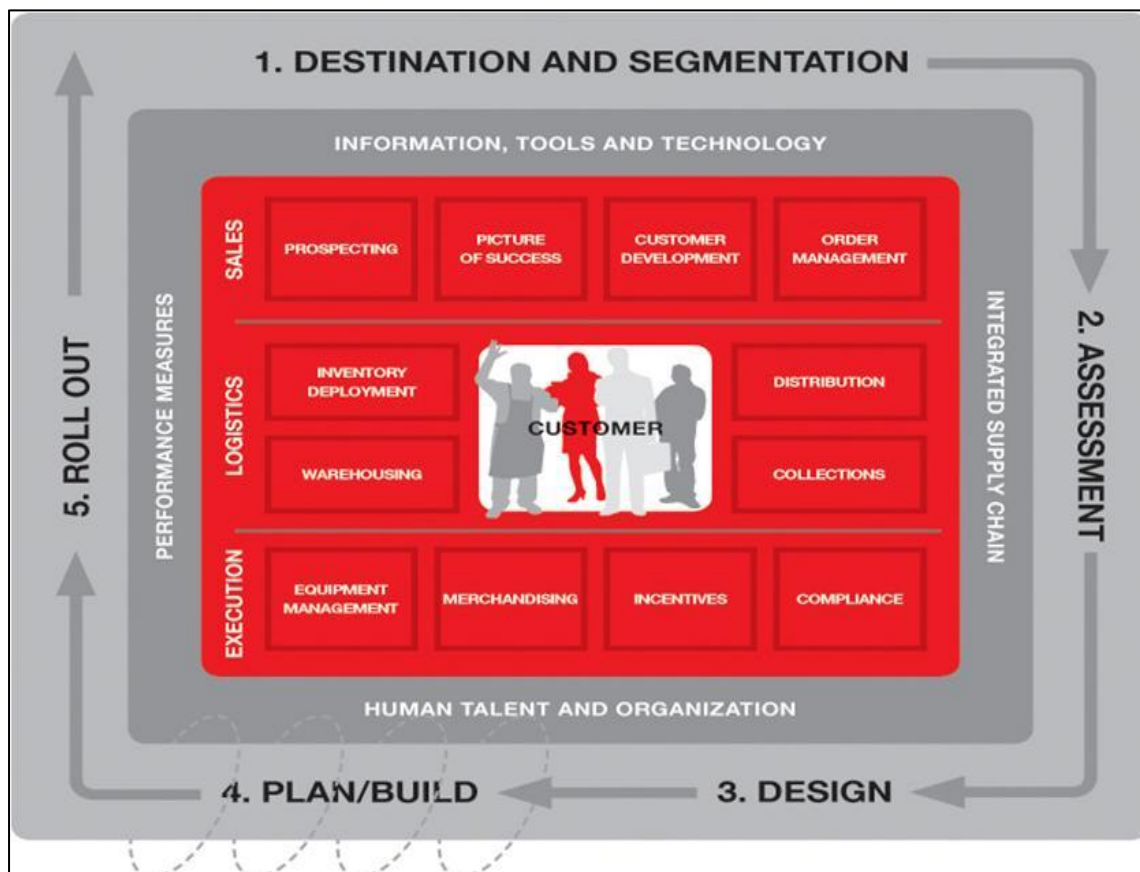 1. DESTINATION AND SEGMENTATION
INFORMATION, TOOLS AND TECHNOLOGY
SALES
PROSPECTING
PICTURE
OF SUCCESS
CUSTOMER
DEVELOPMENT
ORDER
MANAGEMENT
LOGISTICS
INVENTORY
DEPLOYMENT
WAREHOUSING
CUSTOMER
DISTRIBUTION
COLLECTIONS
EXECUTION
EQUIPMENT
MANAGEMENT
MERCHANDISING
INCENTIVES
COMPLIANCE
PERFORMANCE MEASURES
INTEGRATED SUPPLY CHAIN
HUMAN TALENT AND ORGANIZATION
2. ASSESSMENT
3. DESIGN
4. PLAN/BUILD
5. ROLL OUT